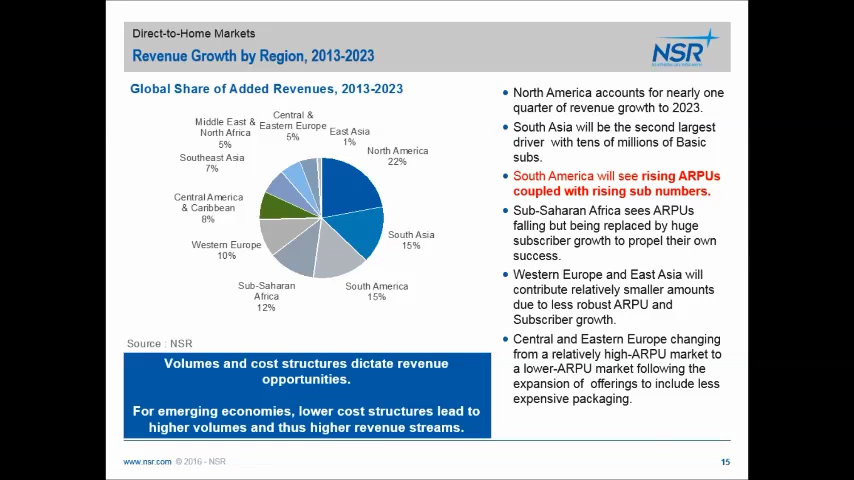 Direct-to-Home Markets
Revenue Growth by Region, 2013-2023
NSR
Global Share of Added Revenues, 2013-2023
Central &
Eastern Europe
5%
Middle East &
North Africa
5%
East Asia
1%
North America
22%
Southeast Asia
7%
Central America
& Caribbean
8%
South Asia
15%
Western Europe
10%
Sub-Saharan
Africa
12%
South America
15%
Source : NSR
Volumes and cost structures dictate revenue
opportunities.
For emerging economies, lower cost structures lead to
higher volumes and thus higher revenue streams.
• North America accounts for nearly one
quarter of revenue growth to 2023.
• South Asia will be the second largest
driver with tens of millions of Basic
subs.
• South America will see rising ARPUs
coupled with rising sub numbers.
• Sub-Saharan Africa sees ARPUs
falling but being replaced by huge
subscriber growth to propel their own
success.
• Western Europe and East Asia will
contribute relatively smaller amounts
due to less robust ARPU and
Subscriber growth.
• Central and Eastern Europe changing
from a relatively high-ARPU market to
a lower-ARPU market following the
expansion of offerings to include less
expensive packaging.
www.nsr.com © 2016 - NSR
15